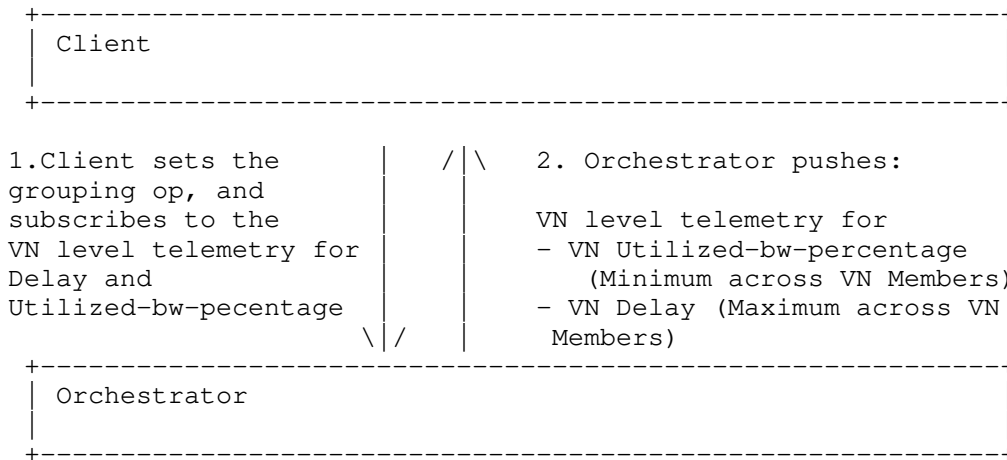 Client
1.Client sets the
grouping op, and
subscribes to the
VN level telemetry for
Delay and
Utilized-bw-pecentage
2. Orchestrator pushes:
VN level telemetry for
- VN Utilized-bw-percentage
(Minimum across VN Members)
- VN Delay (Maximum across VN
Members)
Orchestrator